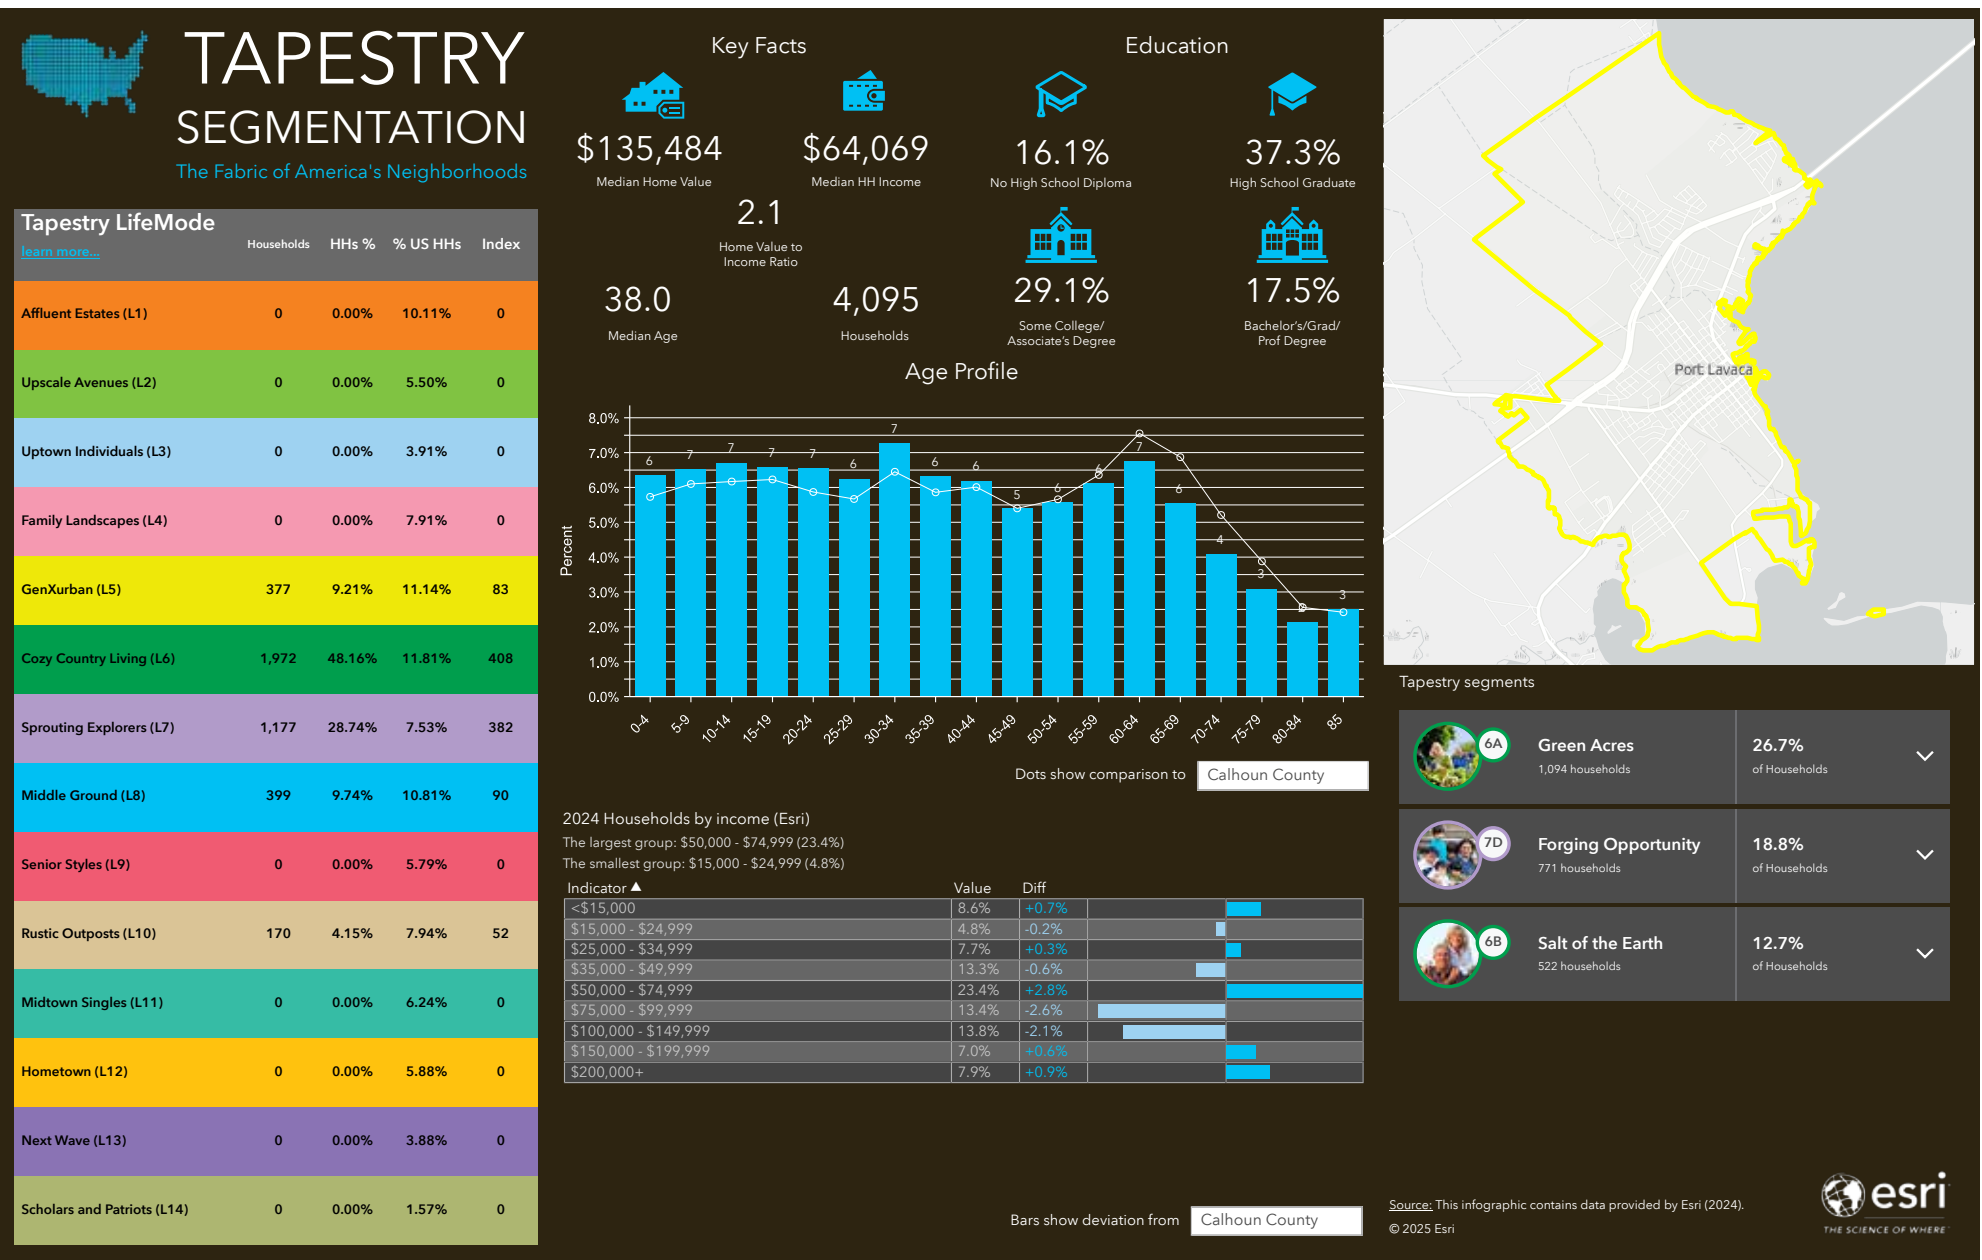 TAPESTRY
SEGMENTATION
The Fabric of America's Neighborhoods
Tapestry LifeMode
learn more...
Households HHs % % US HHs Index
Affluent Estates (L1) 0 0.00% 10.11% 0
Upscale Avenues (L2) 0 0.00% 5.50% 0
Uptown Individuals (L3) 0 0.00% 3.91% 0
Family Landscapes (L4) 0 0.00% 7.91% 0
GenXurban (L5) 377 9.21% 11.14% 83
Cozy Country Living (L6) 1,972 48.16% 11.81% 408
Sprouting Explorers (L7) 1,177 28.74% 7.53% 382
Middle Ground (L8) 399 9.74% 10.81% 90
Senior Styles (L9) 0 0.00% 5.79% 0
Rustic Outposts (L10) 170 4.15% 7.94% 52
Midtown Singles (L11) 0 0.00% 6.24% 0
Hometown (L12) 0 0.00% 5.88% 0
Next Wave (L13) 0 0.00% 3.88% 0
Scholars and Patriots (L14) 0 0.00% 1.57% 0
Key Facts
$135,484
Median Home Value
$64,069
Median HH Income
2.1
Home Value to
Income Ratio
38.0
Median Age
4,095
Households
Education
16.1%
No High School Diploma
37.3%
High School Graduate
29.1%
Some College/
Associate's Degree
17.5%
Bachelor's/Grad/
Prof Degree
Age Profile
Percent
8.0%
7.0%
6.0%
5.0%
4.0%
3.0%
2.0%
1.0%
0.0%
6 7 7 7 7 6 7 6 6 5 6 6 7 6 4 3 2 3
0-4 5-9 10-14 15-19 20-24 25-29 30-34 35-39 40-44 45-49 50-54 55-59 60-64 65-69 70-74 75-79 80-84 85
Dots show comparison to Calhoun County
2024 Households by income (Esri)
The largest group: $50,000 - $74,999 (23.4%)
The smallest group: $15,000 - $24,999 (4.8%)
Indicator ▲ Value Diff
<$15,000 8.6% +0.7%
$15,000 - $24,999 4.8% -0.2%
$25,000 - $34,999 7.7% +0.3%
$35,000 - $49,999 13.3% -0.6%
$50,000 - $74,999 23.4% +2.8%
$75,000 - $99,999 13.4% -2.6%
$100,000 - $149,999 13.8% -2.1%
$150,000 - $199,999 7.0% +0.6%
$200,000+ 7.9% +0.9%
Bars show deviation from Calhoun County
Port Lavaca
Tapestry segments
6A Green Acres 26.7%
1,094 households of Households
7D Forging Opportunity 18.8%
771 households of Households
6B Salt of the Earth 12.7%
522 households of Households
Source: This infographic contains data provided by Esri (2024).
© 2025 Esri
esri
THE SCIENCE OF WHERE